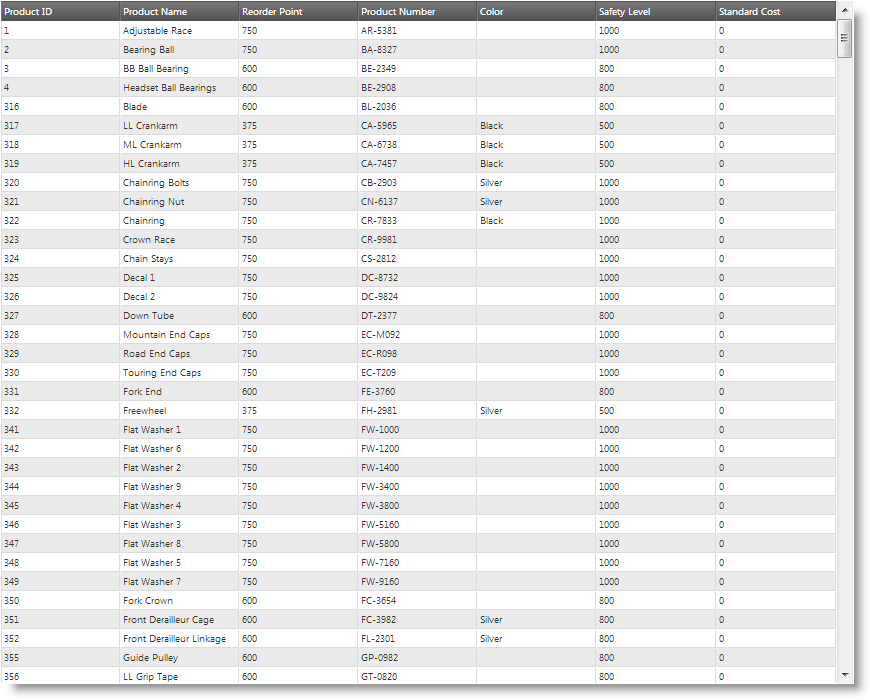 Product ID Product Name Reorder Point Product Number Color Safety Level Standard Cost
1 Adjustable Race 750 AR-5381 1000 0
2 Bearing Ball 750 BA-8327 1000 0
3 BB Ball Bearing 600 BE-2349 800 0
4 Headset Ball Bearings 600 BE-2908 800 0
316 Blade 600 BL-2036 800 0
317 LL Crankarm 375 CA-5965 Black 500 0
318 ML Crankarm 375 CA-6738 Black 500 0
319 HL Crankarm 375 CA-7457 Black 500 0
320 Chainring Bolts 750 CB-2903 Silver 1000 0
321 Chainring Nut 750 CN-6137 Silver 1000 0
322 Chainring 750 CR-7833 Black 1000 0
323 Crown Race 750 CR-9981 1000 0
324 Chain Stays 750 CS-2812 1000 0
325 Decal 1 750 DC-8732 1000 0
326 Decal 2 750 DC-9824 1000 0
327 Down Tube 600 DT-2377 800 0
328 Mountain End Caps 750 EC-M092 1000 0
329 Road End Caps 750 EC-R098 1000 0
330 Touring End Caps 750 EC-T209 1000 0
331 Fork End 600 FE-3760 800 0
332 Freewheel 375 FH-2981 Silver 500 0
341 Flat Washer 1 750 FW-1000 1000 0
342 Flat Washer 6 750 FW-1200 1000 0
343 Flat Washer 2 750 FW-1400 1000 0
344 Flat Washer 9 750 FW-3400 1000 0
345 Flat Washer 4 750 FW-3800 1000 0
346 Flat Washer 3 750 FW-5160 1000 0
347 Flat Washer 8 750 FW-5800 1000 0
348 Flat Washer 5 750 FW-7160 1000 0
349 Flat Washer 7 750 FW-9160 1000 0
350 Fork Crown 600 FC-3654 800 0
351 Front Derailleur Cage 600 FC-3982 Silver 800 0
352 Front Derailleur Linkage 600 FL-2301 Silver 800 0
355 Guide Pulley 600 GP-0982 800 0
356 LL Grip Tape 600 GT-0820 800 0